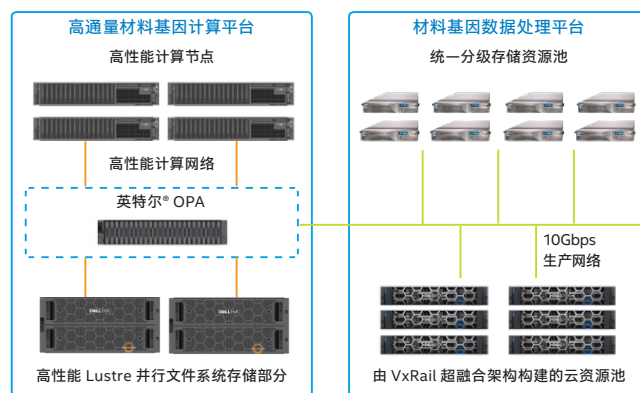 高通量材料基因计算平台
高性能计算节点
高性能计算网络
英特尔® OPA
DELL EMC
DELL EMC
高性能 Lustre 并行文件系统存储部分
材料基因数据处理平台
统一分级存储资源池
10Gbps
生产网络
由 VxRail 超融合架构构建的云资源池